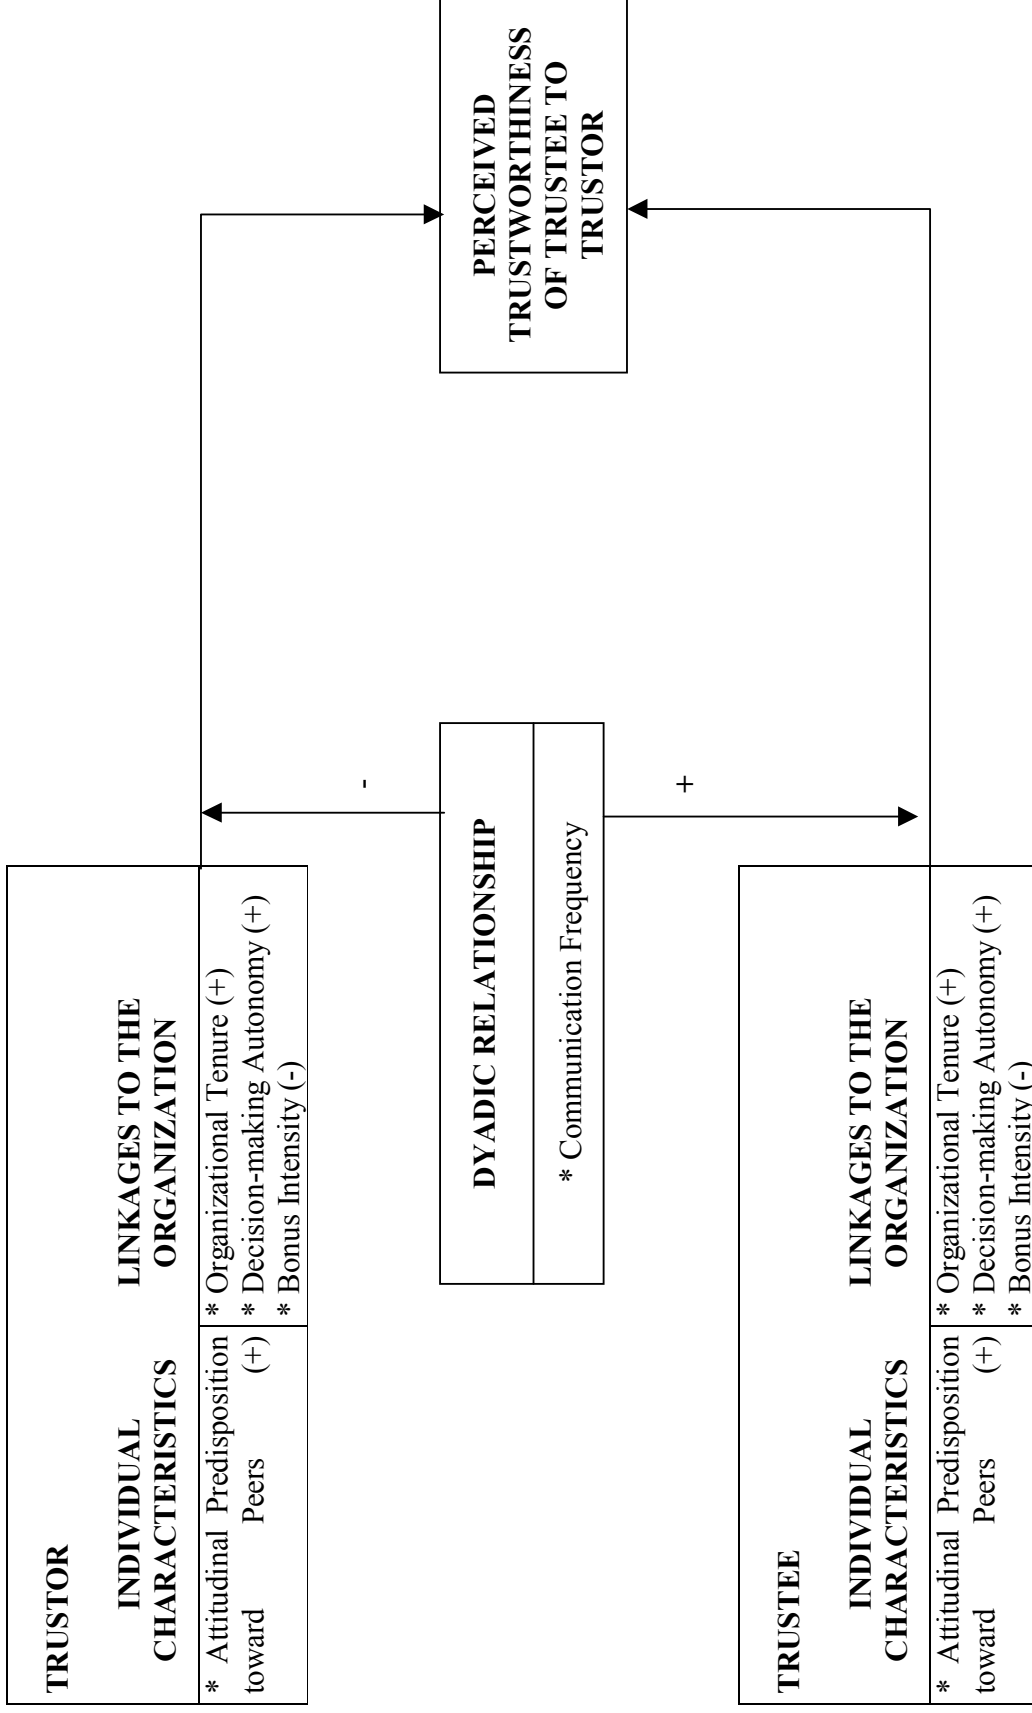 TRUSTOR
INDIVIDUAL
CHARACTERISTICS
LINKAGES TO THE
ORGANIZATION
* Attitudinal Predisposition
toward Peers (+)
* Organizational Tenure (+)
* Decision-making Autonomy (+)
* Bonus Intensity (-)
-
DYADIC RELATIONSHIP
* Communication Frequency
+
PERCEIVED
TRUSTWORTHINESS
OF TRUSTEE TO
TRUSTOR
TRUSTEE
INDIVIDUAL
CHARACTERISTICS
LINKAGES TO THE
ORGANIZATION
* Attitudinal Predisposition
toward Peers (+)
* Organizational Tenure (+)
* Decision-making Autonomy (+)
* Bonus Intensity (-)